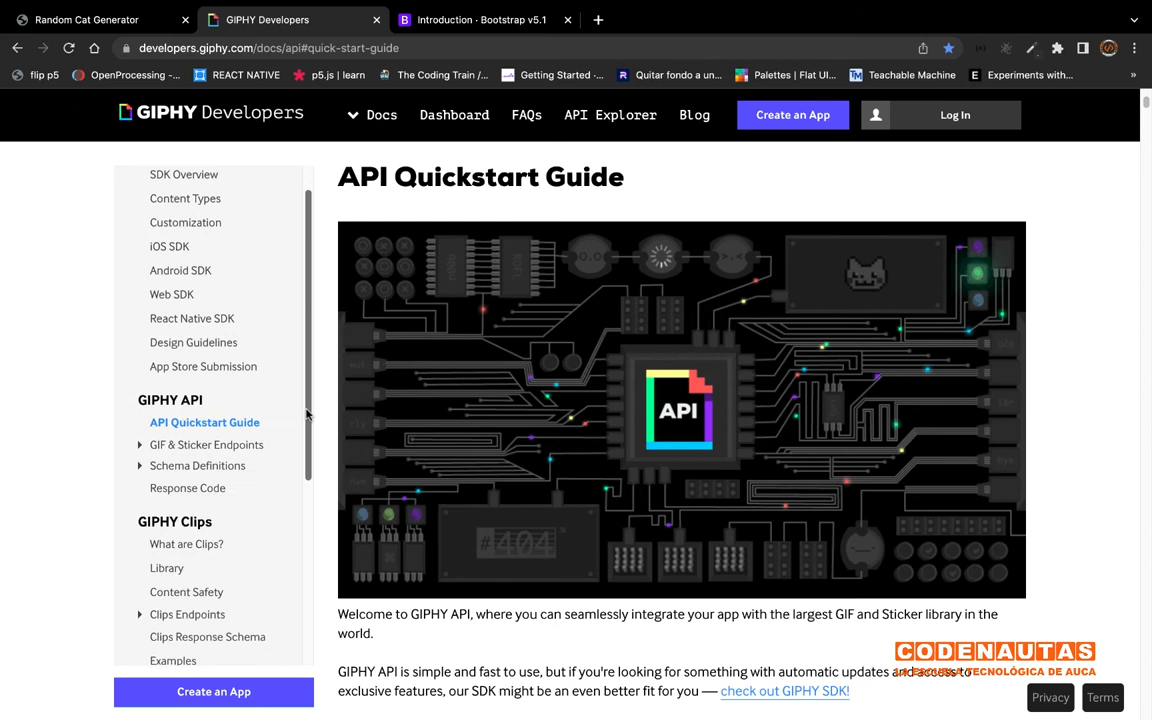 Random Cat Generator
GIPHY Developers
Introduction · Bootstrap v5.1
developers.giphy.com/docs/api#quick-start-guide
flip p5
OpenProcessing -...
REACT NATIVE
p5.js | learn
The Coding Train /...
Getting Started -...
Quitar fondo a un...
Palettes | Flat UI...
Teachable Machine
Experiments with...
GIPHY Developers
Docs
Dashboard
FAQs
API Explorer
Blog
Create an App
Log In
SDK Overview
Content Types
Customization
iOS SDK
Android SDK
Web SDK
React Native SDK
Design Guidelines
App Store Submission
GIPHY API
API Quickstart Guide
GIF & Sticker Endpoints
Schema Definitions
Response Code
GIPHY Clips
What are Clips?
Library
Content Safety
Clips Endpoints
Clips Response Schema
Examples
Create an App
API Quickstart Guide
API
#404
Welcome to GIPHY API, where you can seamlessly integrate your app with the largest GIF and Sticker library in the
world.
GIPHY API is simple and fast to use, but if you're looking for something with automatic updates and access to
exclusive features, our SDK might be an even better fit for you — check out GIPHY SDK!
CODENAUTAS
LA ESCUELA TECNOLÓGICA DE AUCA
Privacy
Terms